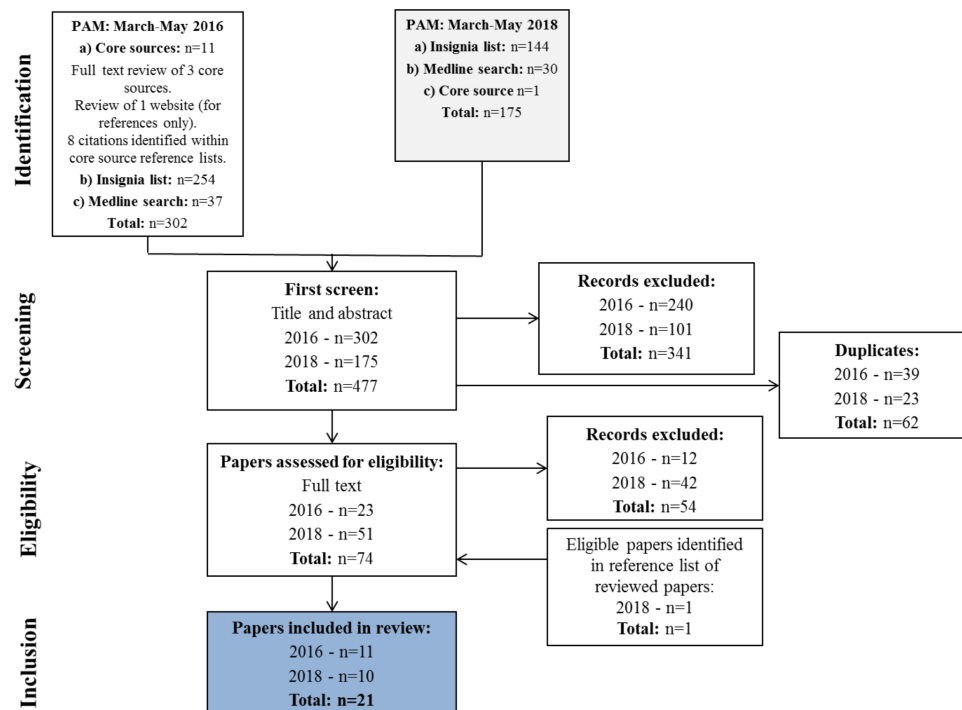 Identification
PAM: March-May 2016
a) Core sources: n=11
Full text review of 3 core
sources.
Review of 1 website (for
references only).
8 citations identified within
core source reference lists.
b) Insignia list: n=254
c) Medline search: n=37
Total: n=302
PAM: March-May 2018
a) Insignia list: n=144
b) Medline search: n=30
c) Core source: n=1
Total: n=175
Screening
First screen:
Title and abstract
2016 - n=302
2018 - n=175
Total: n=477
Records excluded:
2016 - n=240
2018 - n=101
Total: n=341
Duplicates:
2016 - n=39
2018 - n=23
Total: n=62
Eligibility
Papers assessed for eligibility:
Full text
2016 - n=23
2018 - n=51
Total: n=74
Records excluded:
2016 - n=12
2018 - n=42
Total: n=54
Eligible papers identified
in reference list of
reviewed papers:
2018 - n=1
Total: n=1
Inclusion
Papers included in review:
2016 - n=11
2018 - n=10
Total: n=21